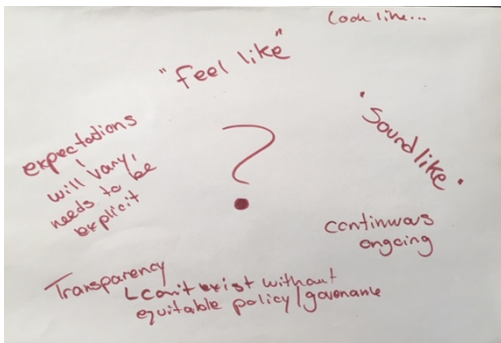 Look like...
"feel like"
'Sound like'
expectations
will vary,
needs to be
explicit
?
continuous
ongoing
Transparency
can't exist without
equitable policy/governance